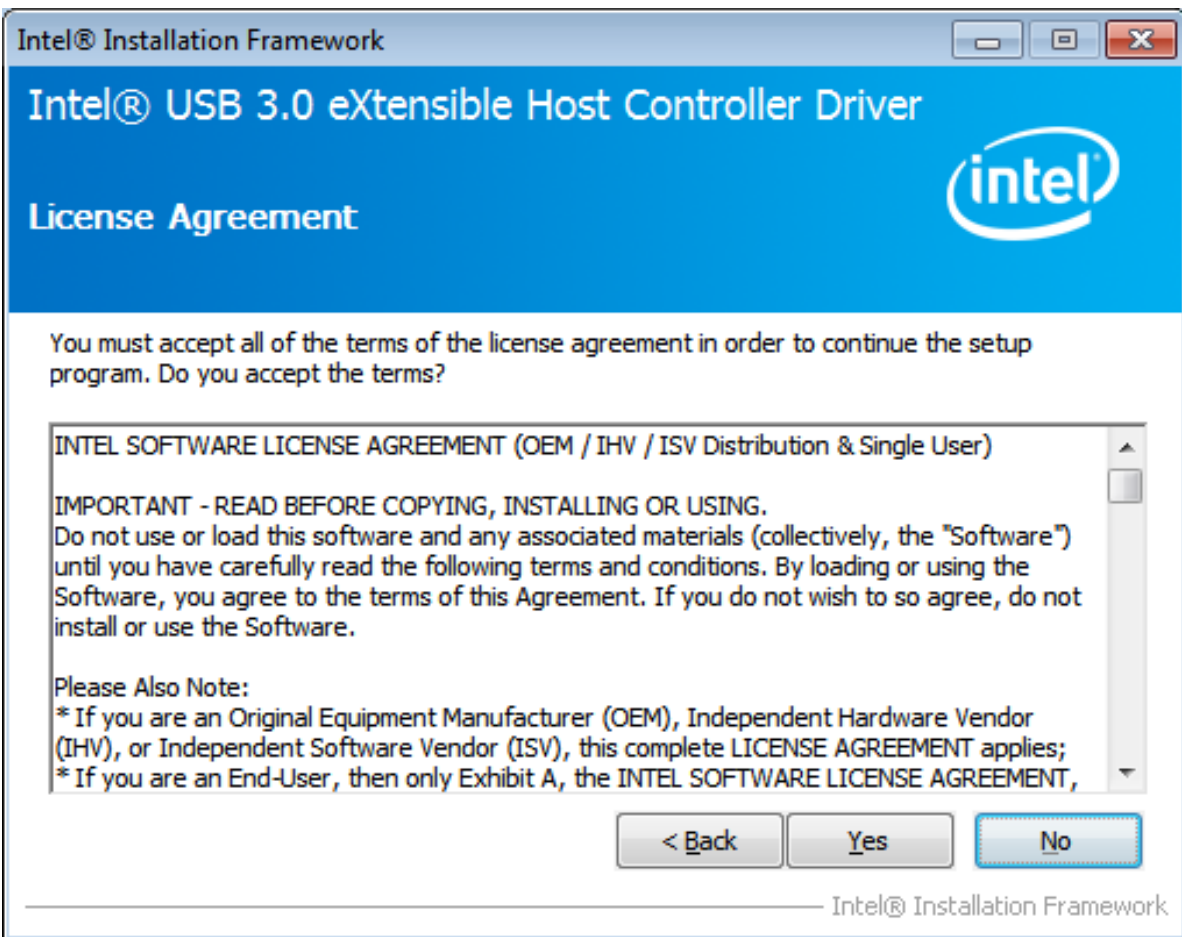 Intel® Installation Framework
Intel® USB 3.0 eXtensible Host Controller Driver
intel
License Agreement
You must accept all of the terms of the license agreement in order to continue the setup
program. Do you accept the terms?
INTEL SOFTWARE LICENSE AGREEMENT (OEM / IHV / ISV Distribution & Single User)
IMPORTANT - READ BEFORE COPYING, INSTALLING OR USING.
Do not use or load this software and any associated materials (collectively, the "Software")
until you have carefully read the following terms and conditions. By loading or using the
Software, you agree to the terms of this Agreement. If you do not wish to so agree, do not
install or use the Software.
Please Also Note:
* If you are an Original Equipment Manufacturer (OEM), Independent Hardware Vendor
(IHV), or Independent Software Vendor (ISV), this complete LICENSE AGREEMENT applies;
* If you are an End-User, then only Exhibit A, the INTEL SOFTWARE LICENSE AGREEMENT,
< Back Yes No
Intel® Installation Framework